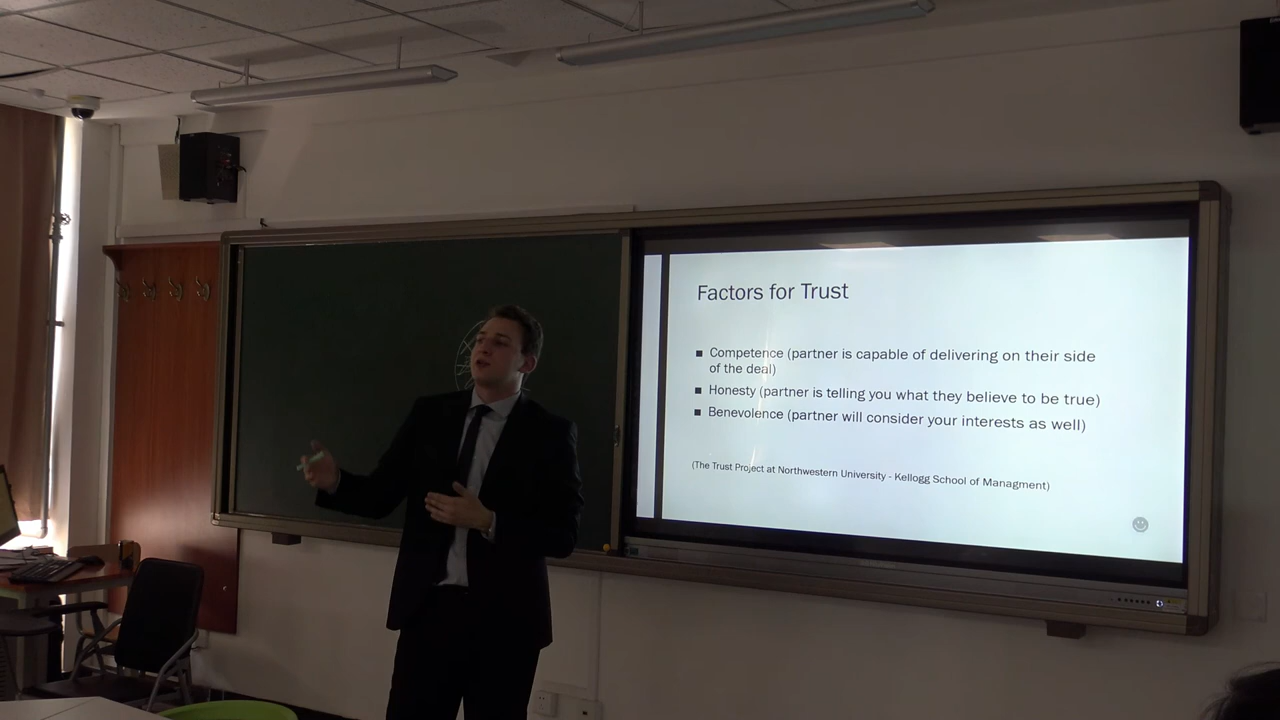 Factors for Trust
▪ Competence (partner is capable of delivering on their side
of the deal)
▪ Honesty (partner is telling you what they believe to be true)
▪ Benevolence (partner will consider your interests as well)
(The Trust Project at Northwestern University - Kellogg School of Managment)